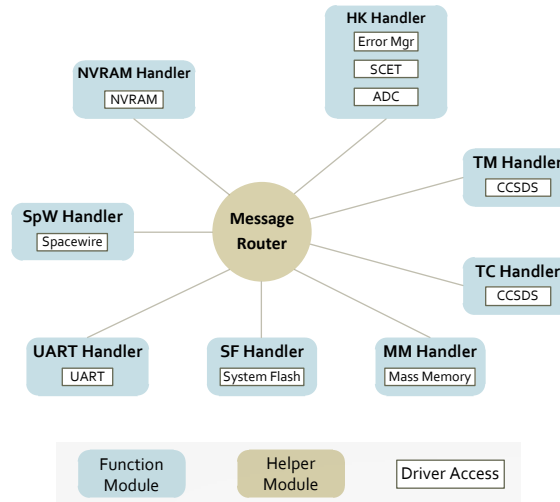 HK Handler
Error Mgr
SCET
ADC
NVRAM Handler
NVRAM
TM Handler
CCSDS
SpW Handler
Spacewire
Message
Router
TC Handler
CCSDS
UART Handler
UART
SF Handler
System Flash
MM Handler
Mass Memory
Function
Module
Helper
Module
Driver Access